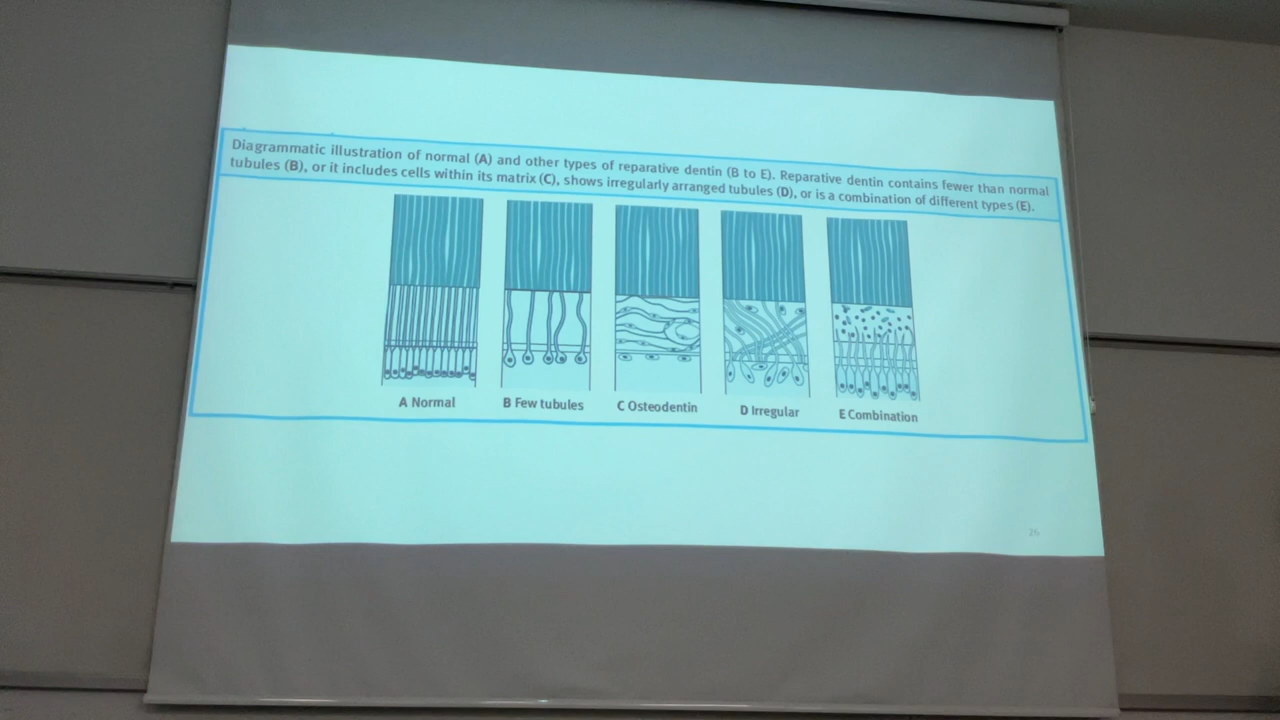 Diagrammatic illustration of normal (A) and other types of reparative dentin (B to E). Reparative dentin contains fewer than normal
tubules (B), or it includes cells within its matrix (C), shows irregularly arranged tubules (D), or is a combination of different types (E).
A Normal
B Few tubules
C Osteodentin
D Irregular
E Combination